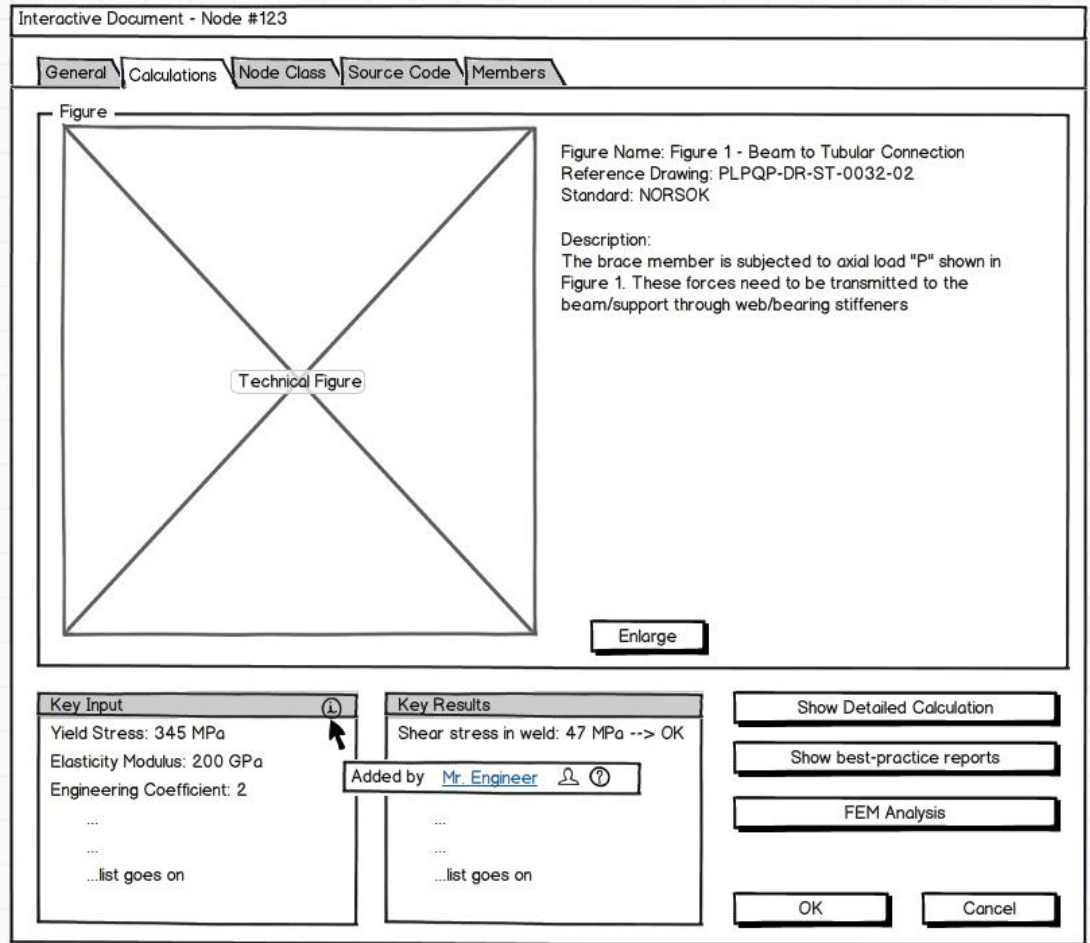 Interactive Document - Node #123
General
Calculations
Node Class
Source Code
Members
Figure
Technical Figure
Figure Name: Figure 1 - Beam to Tubular Connection
Reference Drawing: PLPQP-DR-ST-0032-02
Standard: NORSOK
Description:
The brace member is subjected to axial load "P" shown in
Figure 1. These forces need to be transmitted to the
beam/support through web/bearing stiffeners
Enlarge
Key Input
i
Yield Stress: 345 MPa
Elasticity Modulus: 200 GPa
Engineering Coefficient: 2
...
...
...list goes on
Added by Mr. Engineer ?
Key Results
Shear stress in weld: 47 MPa --> OK
...
...
...list goes on
Show Detailed Calculation
Show best-practice reports
FEM Analysis
OK
Cancel